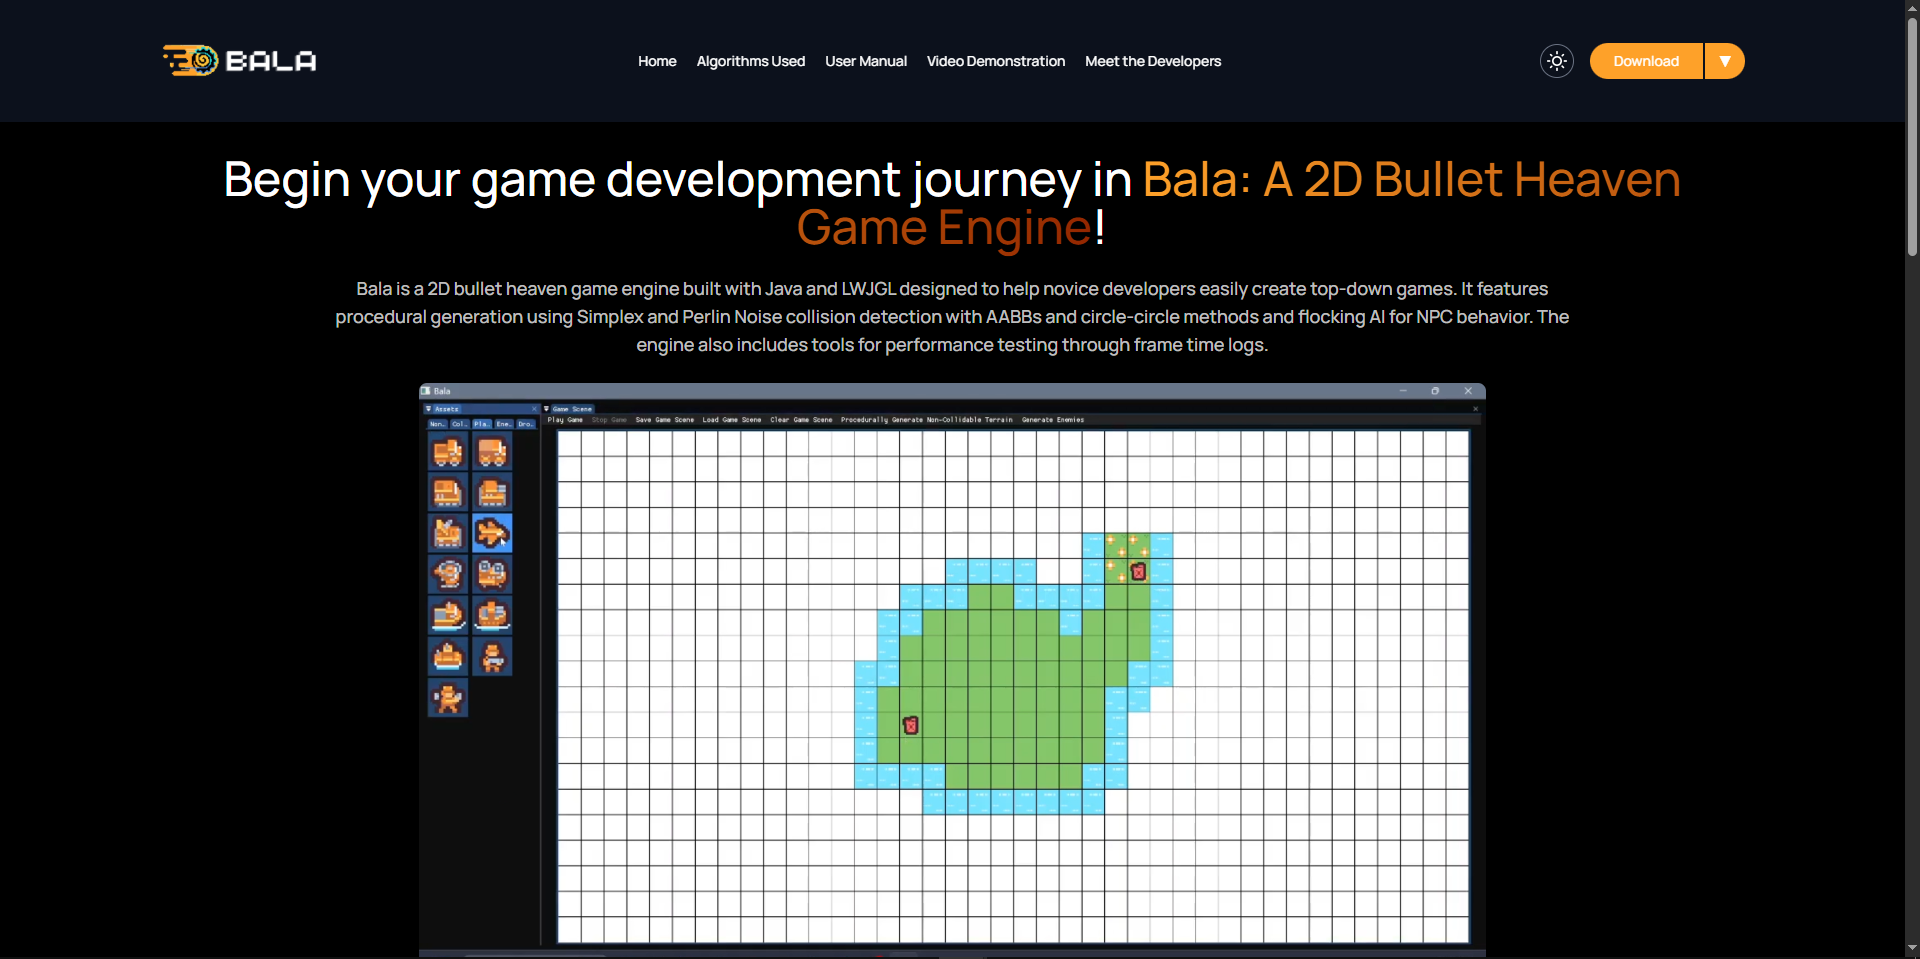 BALA
Home Algorithms Used User Manual Video Demonstration Meet the Developers
Download
Begin your game development journey in Bala: A 2D Bullet Heaven
Game Engine!
Bala is a 2D bullet heaven game engine built with Java and LWJGL designed to help novice developers easily create top-down games. It features
procedural generation using Simplex and Perlin Noise collision detection with AABBs and circle-circle methods and flocking AI for NPC behavior. The
engine also includes tools for performance testing through frame time logs.
Bala
Assets
Game Scene
Non.. Col.. Pla.. Ene.. Dro..
Play Game Stop Game Save Game Scene Load Game Scene Clear Game Scene Procedurally Generate Non-Collidable Terrain Generate Enemies